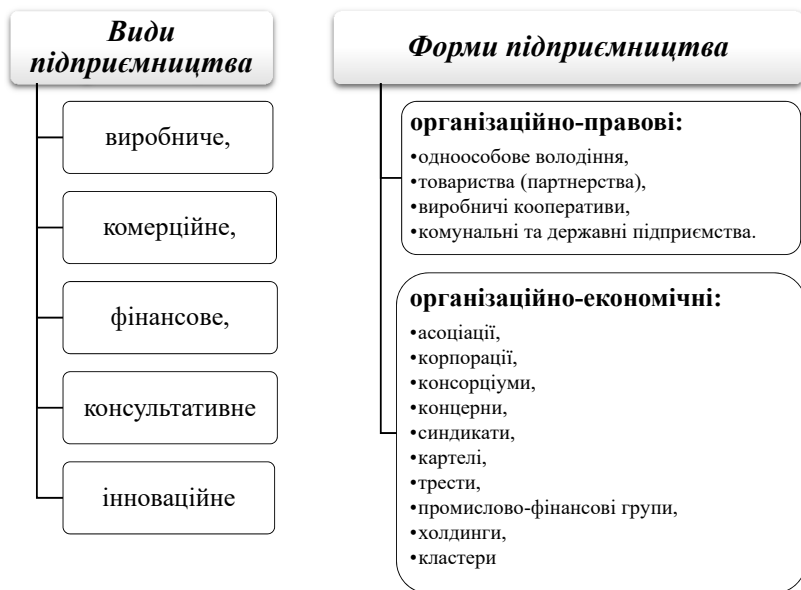 Види
підприємництва
виробниче,
комерційне,
фінансове,
консультативне
інноваційне
Форми підприємництва
організаційно-правові:
•одноособове володіння,
•товариства (партнерства),
•виробничі кооперативи,
•комунальні та державні підприємства.
організаційно-економічні:
•асоціації,
•корпорації,
•консорціуми,
•концерни,
•синдикати,
•картелі,
•трести,
•промислово-фінансові групи,
•холдинги,
•кластери